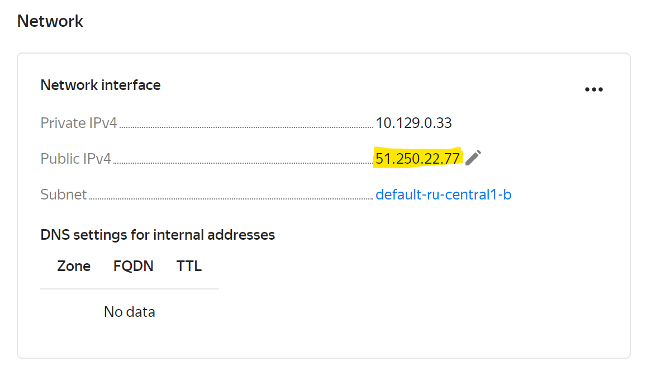 Network
Network interface
Private IPv4 10.129.0.33
Public IPv4 51.250.22.77
Subnet default-ru-central1-b
DNS settings for internal addresses
Zone FQDN TTL
No data